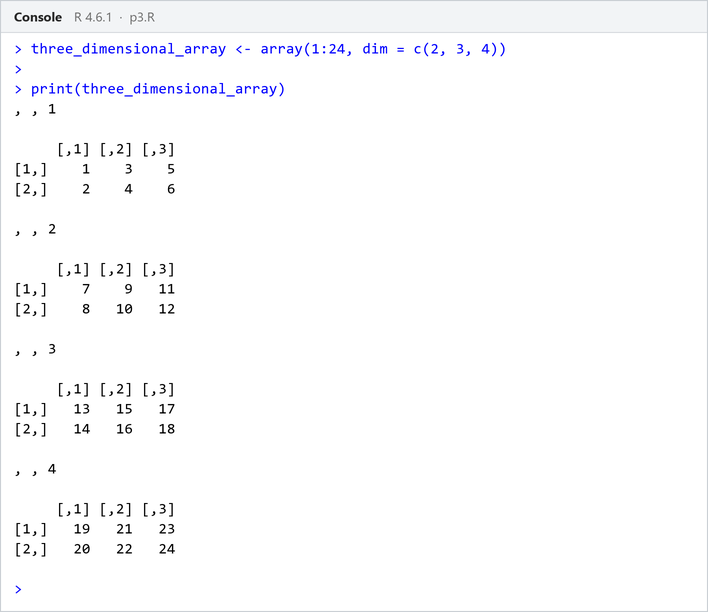 Console R 4.6.1 · p3.R
> three_dimensional_array <- array(1:24, dim = c(2, 3, 4))
>
> print(three_dimensional_array)
, , 1
     [,1] [,2] [,3]
[1,]    1    3    5
[2,]    2    4    6
, , 2
     [,1] [,2] [,3]
[1,]    7    9   11
[2,]    8   10   12
, , 3
     [,1] [,2] [,3]
[1,]   13   15   17
[2,]   14   16   18
, , 4
     [,1] [,2] [,3]
[1,]   19   21   23
[2,]   20   22   24
>